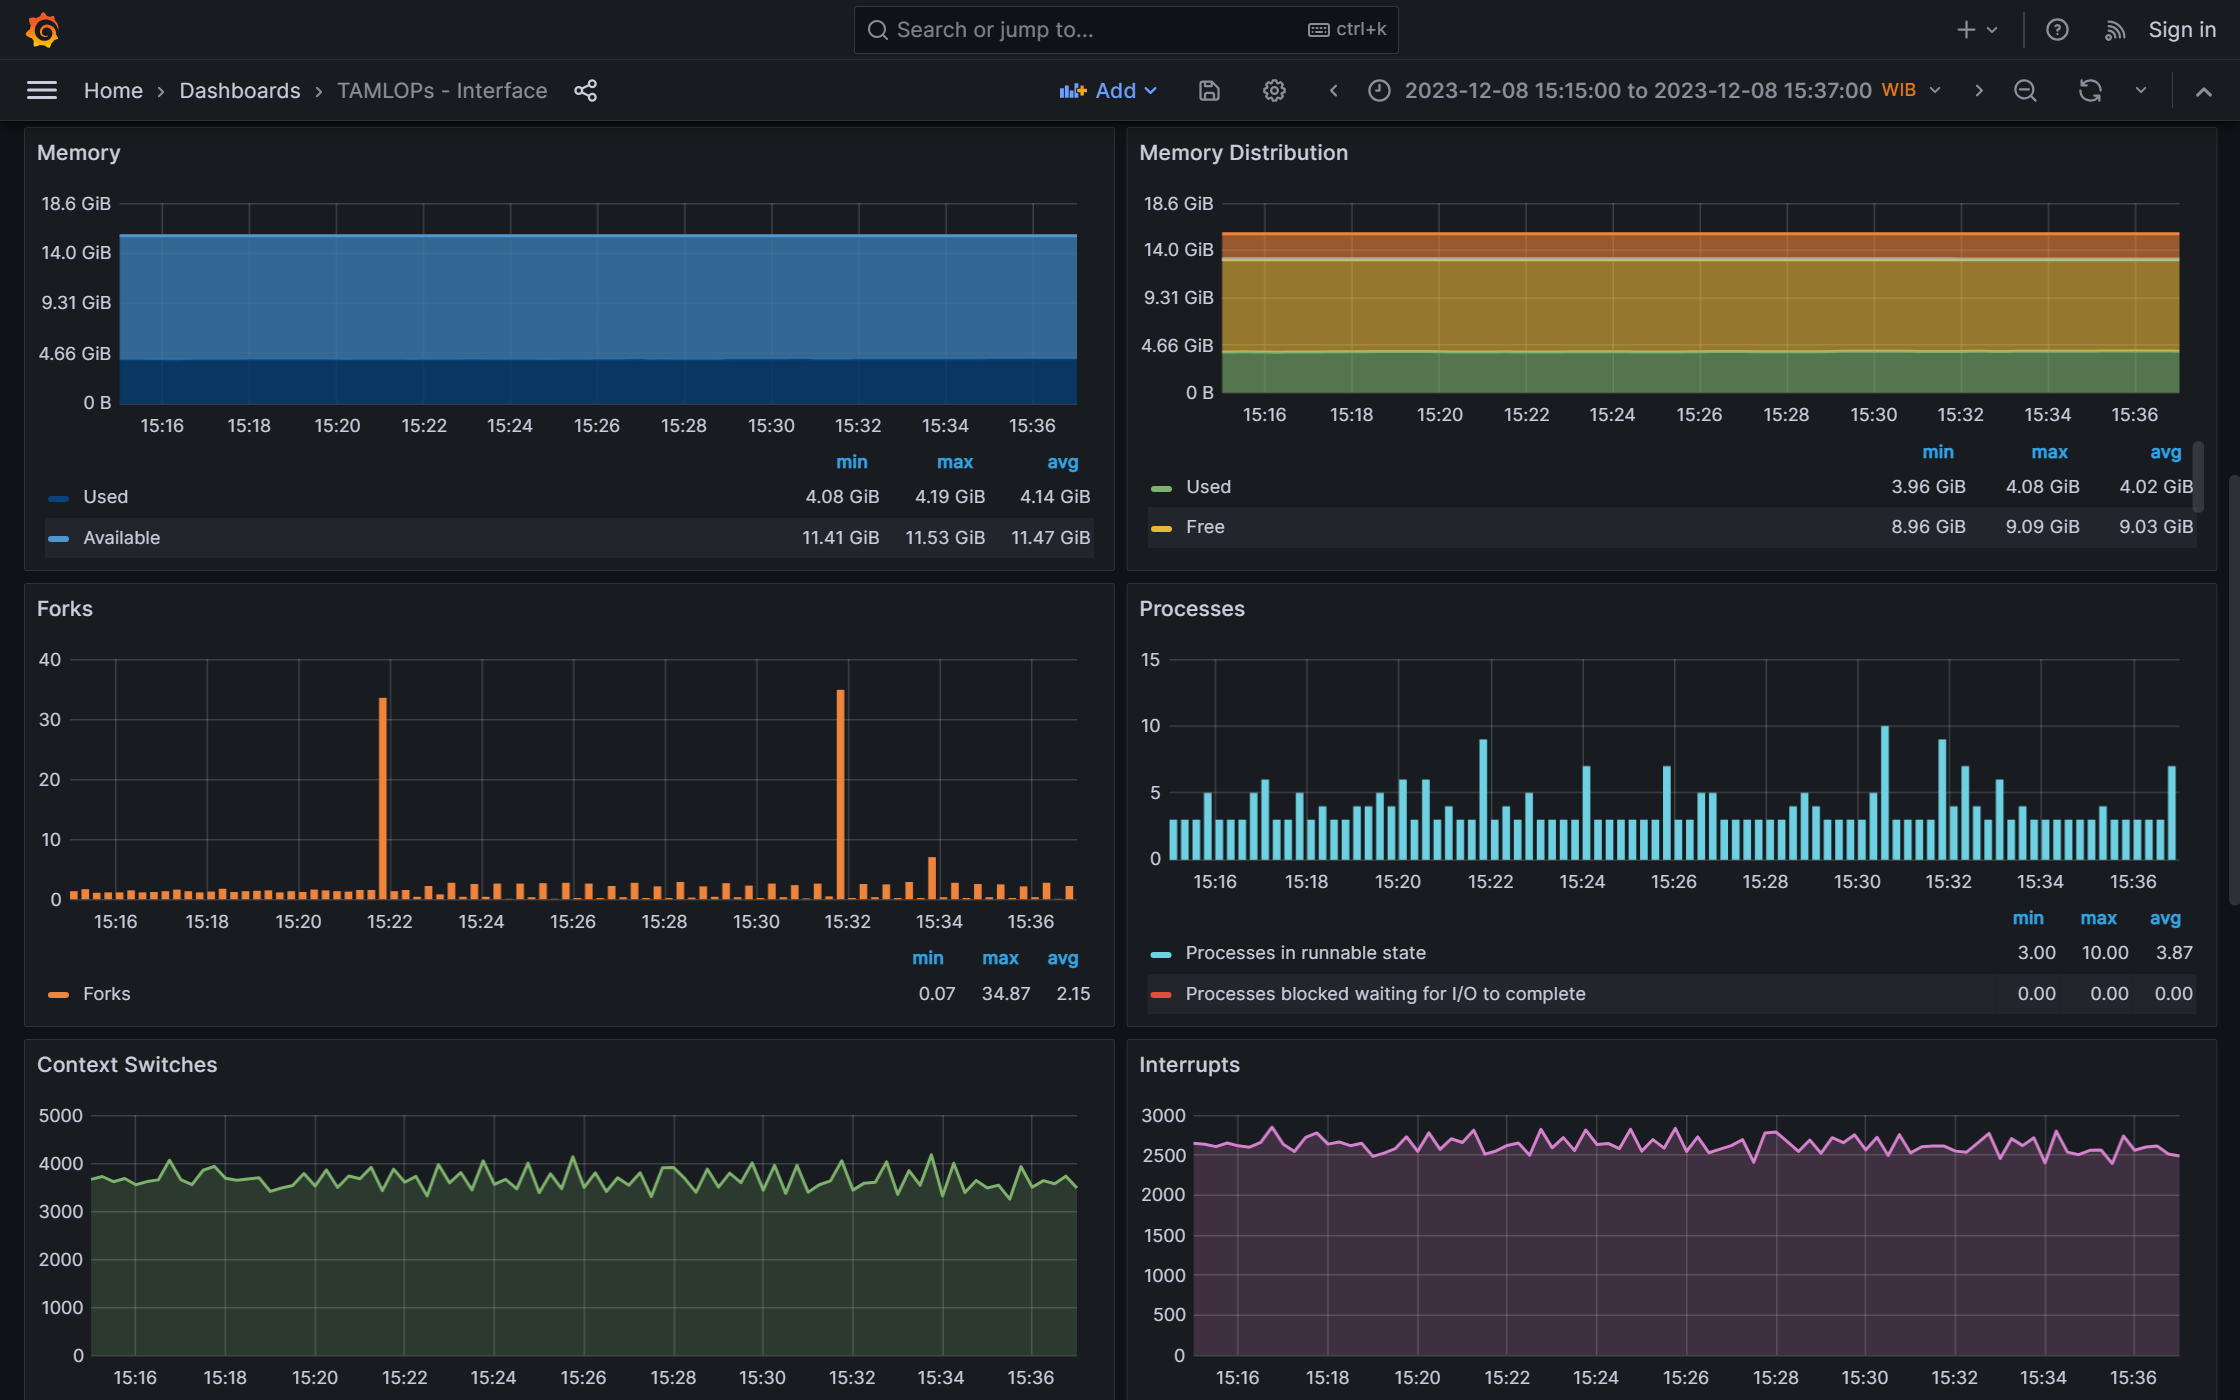 Search or jump to... ctrl+k Sign in
Home › Dashboards › TAMLOPs - Interface Add 2023-12-08 15:15:00 to 2023-12-08 15:37:00 WIB
Memory
18.6 GiB
14.0 GiB
9.31 GiB
4.66 GiB
0 B
15:16 15:18 15:20 15:22 15:24 15:26 15:28 15:30 15:32 15:34 15:36
min max avg
Used 4.08 GiB 4.19 GiB 4.14 GiB
Available 11.41 GiB 11.53 GiB 11.47 GiB
Memory Distribution
18.6 GiB
14.0 GiB
9.31 GiB
4.66 GiB
0 B
15:16 15:18 15:20 15:22 15:24 15:26 15:28 15:30 15:32 15:34 15:36
min max avg
Used 3.96 GiB 4.08 GiB 4.02 GiB
Free 8.96 GiB 9.09 GiB 9.03 GiB
Forks
40
30
20
10
0
15:16 15:18 15:20 15:22 15:24 15:26 15:28 15:30 15:32 15:34 15:36
min max avg
Forks 0.07 34.87 2.15
Processes
15
10
5
0
15:16 15:18 15:20 15:22 15:24 15:26 15:28 15:30 15:32 15:34 15:36
min max avg
Processes in runnable state 3.00 10.00 3.87
Processes blocked waiting for I/O to complete 0.00 0.00 0.00
Context Switches
5000
4000
3000
2000
1000
0
15:16 15:18 15:20 15:22 15:24 15:26 15:28 15:30 15:32 15:34 15:36
Interrupts
3000
2500
2000
1500
1000
500
0
15:16 15:18 15:20 15:22 15:24 15:26 15:28 15:30 15:32 15:34 15:36